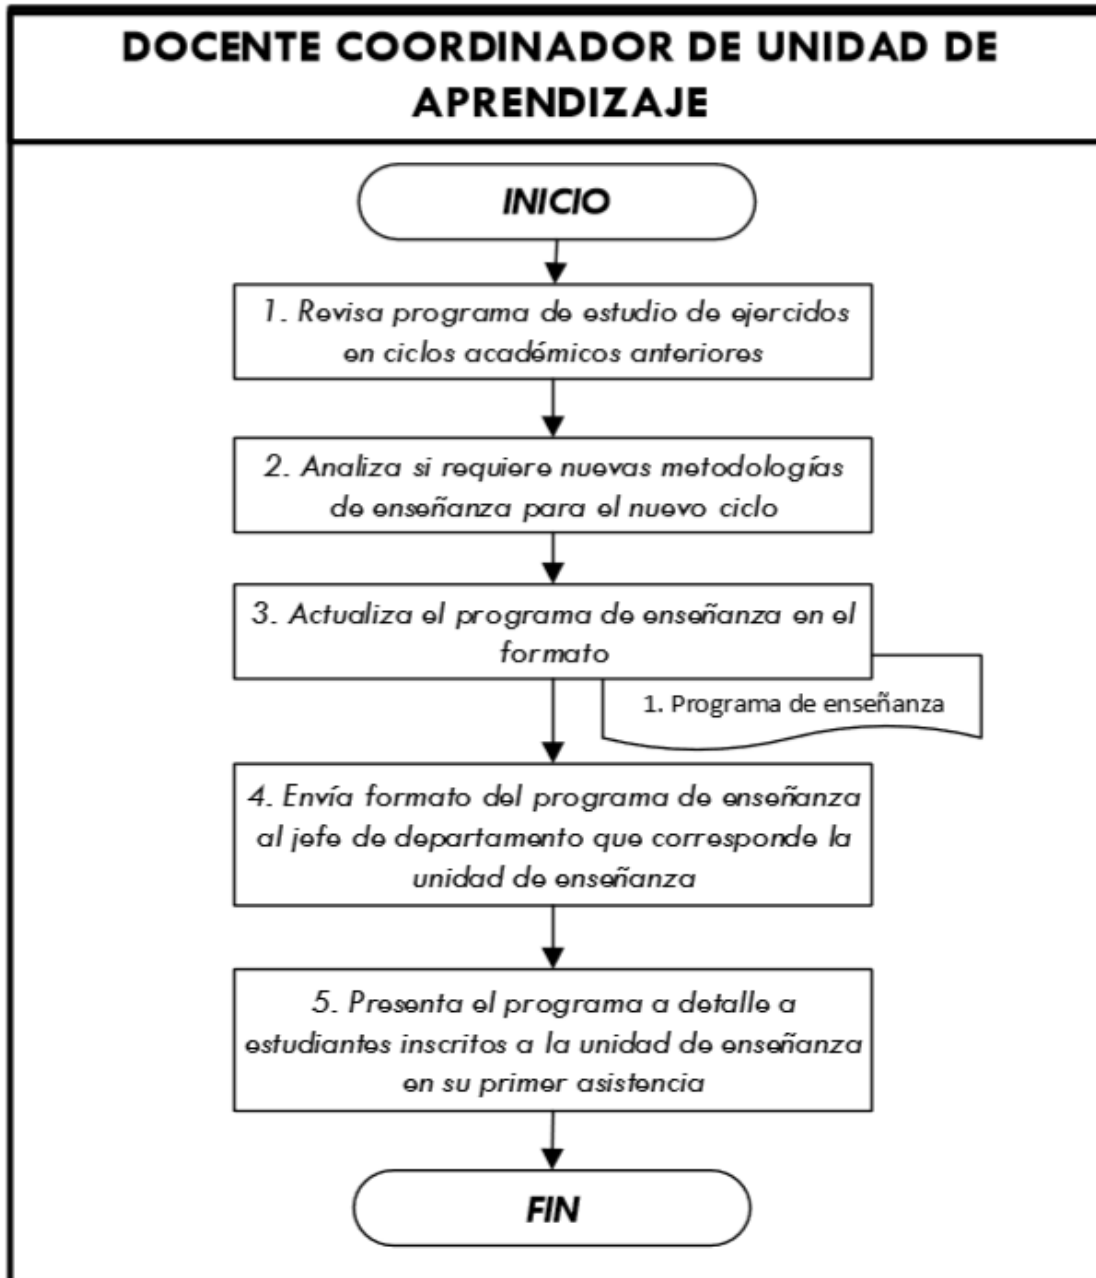 DOCENTE COORDINADOR DE UNIDAD DE
APRENDIZAJE
INICIO
1. Revisa programa de estudio de ejercidos
en ciclos académicos anteriores
2. Analiza si requiere nuevas metodologías
de enseñanza para el nuevo ciclo
3. Actualiza el programa de enseñanza en el
formato
1. Programa de enseñanza
4. Envía formato del programa de enseñanza
al jefe de departamento que corresponde la
unidad de enseñanza
5. Presenta el programa a detalle a
estudiantes inscritos a la unidad de enseñanza
en su primer asistencia
FIN